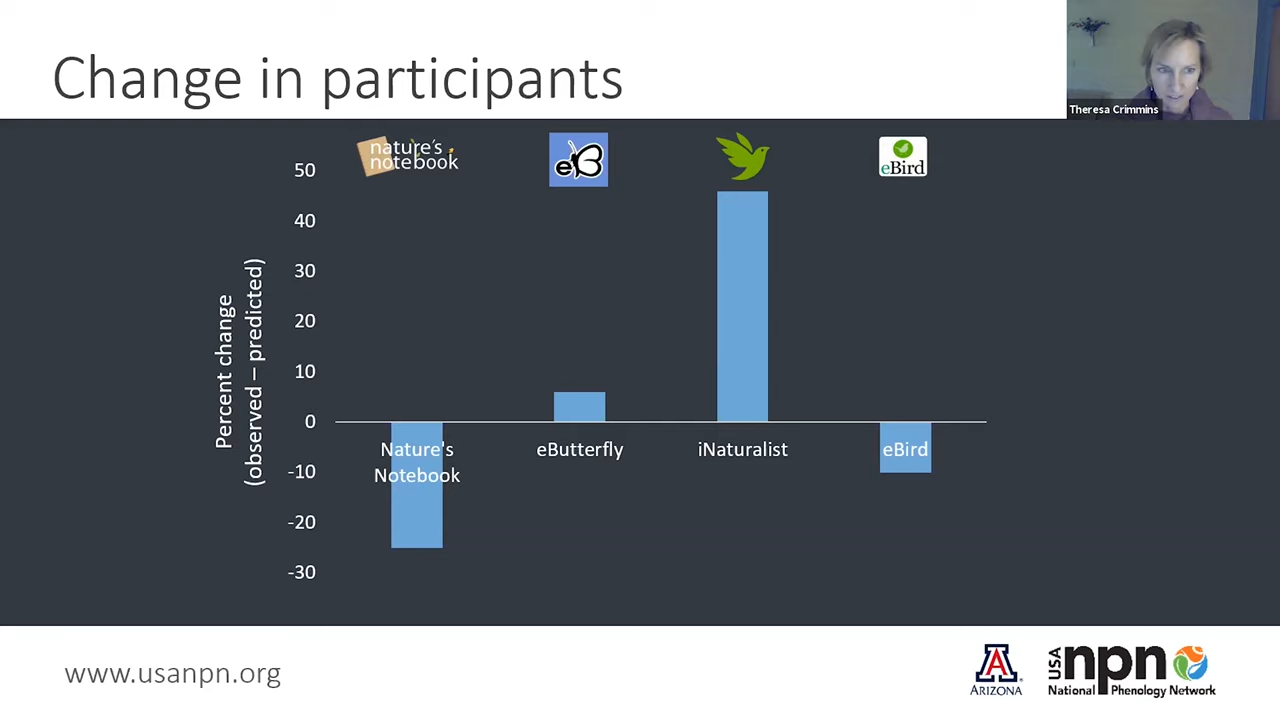 Change in participants
Theresa Crimmins
nature's
notebook
eB
eBird
50
40
30
20
10
0
-10
-20
-30
Percent change
(observed – predicted)
Nature's
Notebook
eButterfly
iNaturalist
eBird
www.usanpn.org
A
ARIZONA
USA
npn
National Phenology Network